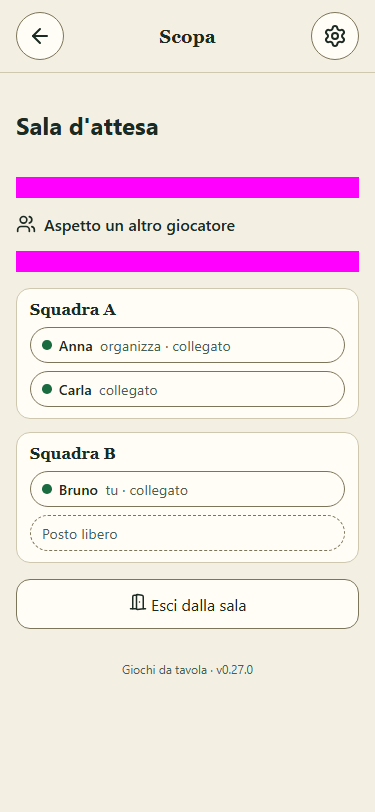 Scopa
Sala d'attesa
Aspetto un altro giocatore
Squadra A
Anna organizza · collegato
Carla collegato
Squadra B
Bruno tu · collegato
Posto libero
Esci dalla sala
Giochi da tavola · v0.27.0